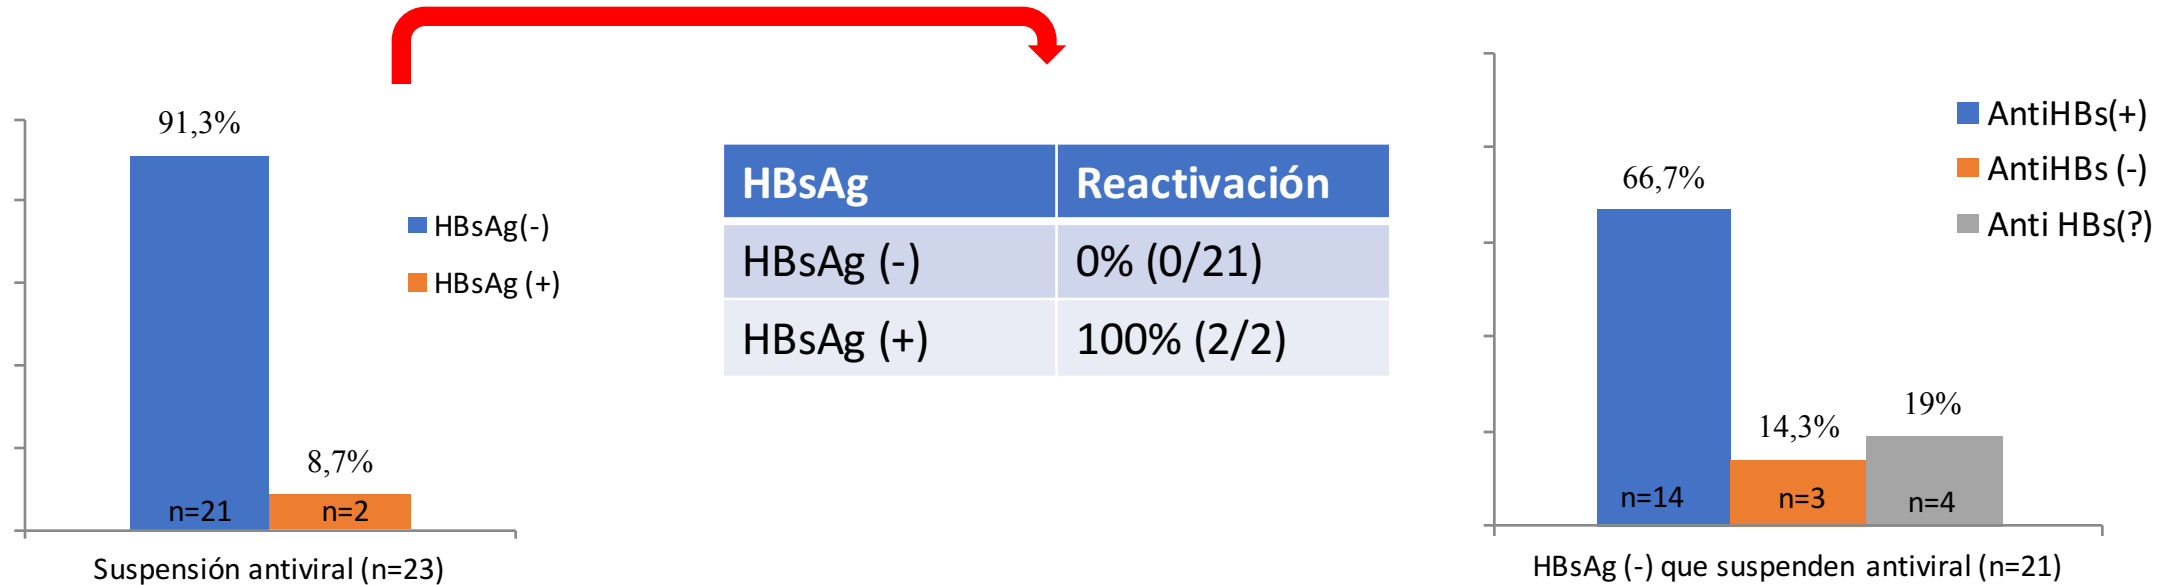 91,3%
8,7%
n=21
n=2
HBsAg(-)
HBsAg (+)
Suspensión antiviral (n=23)
HBsAg Reactivación
HBsAg (-) 0% (0/21)
HBsAg (+) 100% (2/2)
66,7%
14,3%
19%
n=14
n=3
n=4
AntiHBs(+)
AntiHBs (-)
Anti HBs(?)
HBsAg (-) que suspenden antiviral (n=21)